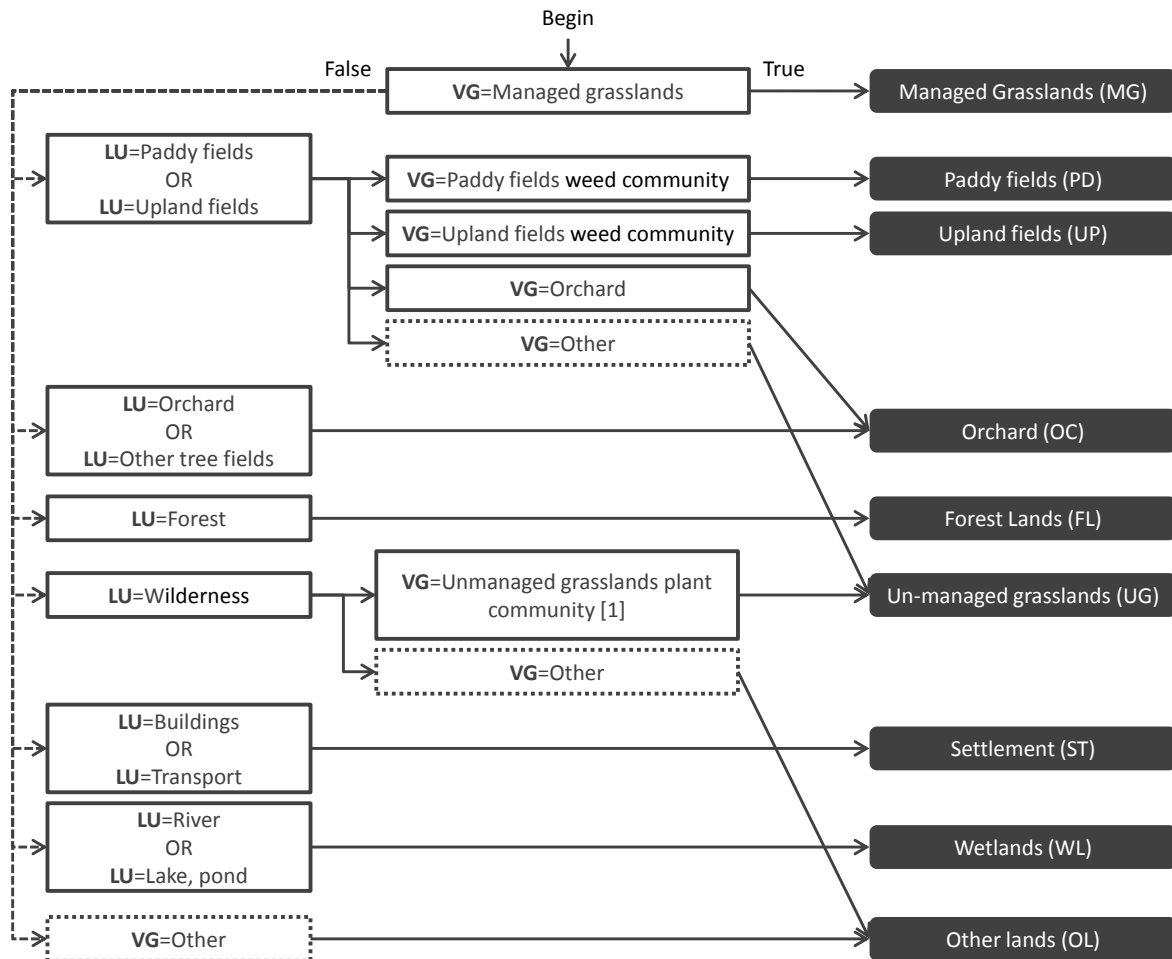 Begin
False
True
VG=Managed grasslands
Managed Grasslands (MG)
LU=Paddy fields
OR
LU=Upland fields
VG=Paddy fields weed community
Paddy fields (PD)
VG=Upland fields weed community
Upland fields (UP)
VG=Orchard
VG=Other
LU=Orchard
OR
LU=Other tree fields
Orchard (OC)
LU=Forest
Forest Lands (FL)
LU=Wilderness
VG=Unmanaged grasslands plant
community [1]
Un-managed grasslands (UG)
VG=Other
LU=Buildings
OR
LU=Transport
Settlement (ST)
LU=River
OR
LU=Lake, pond
Wetlands (WL)
VG=Other
Other lands (OL)